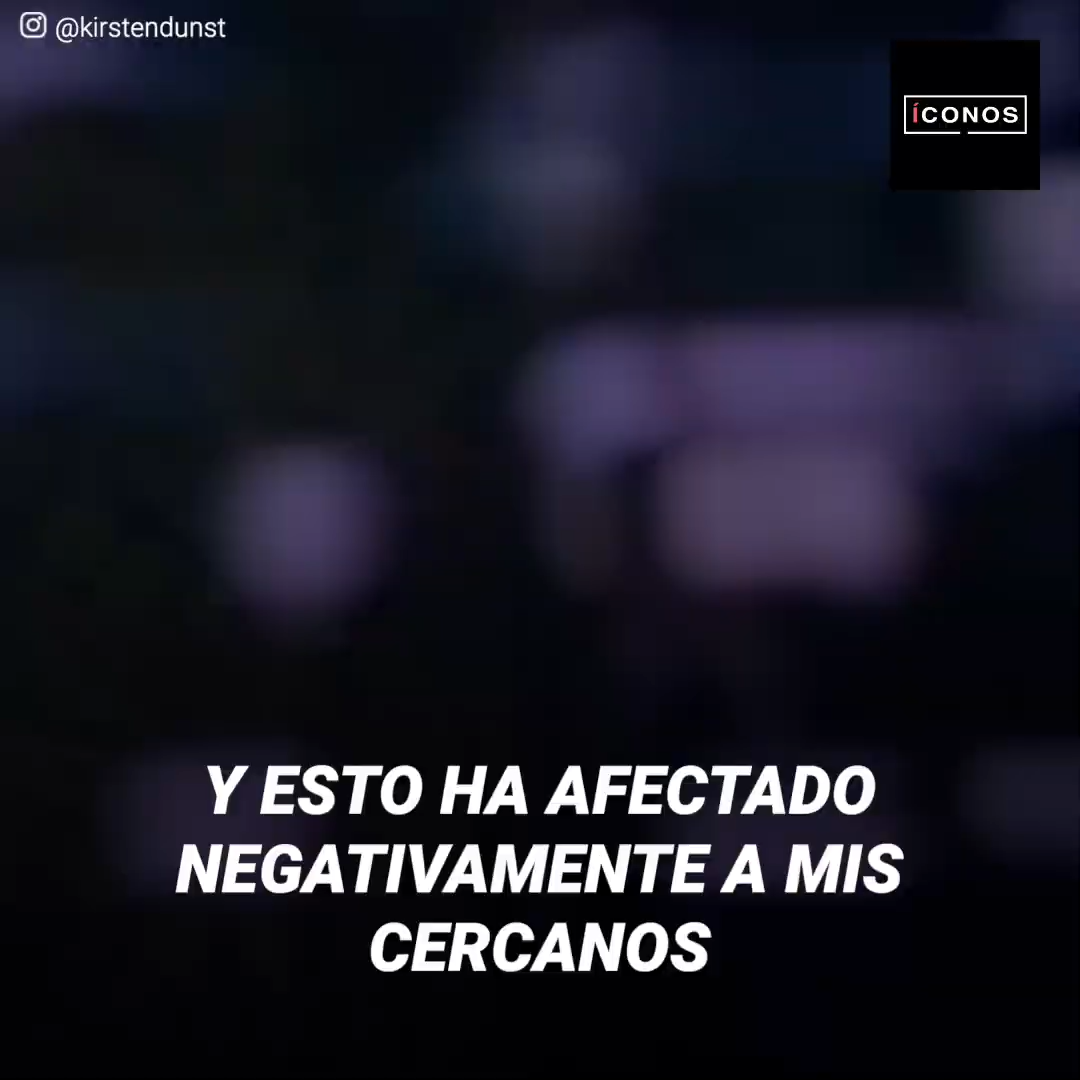 @kirstendunst
ÍCONOS
Y ESTO HA AFECTADO
NEGATIVAMENTE A MIS
CERCANOS